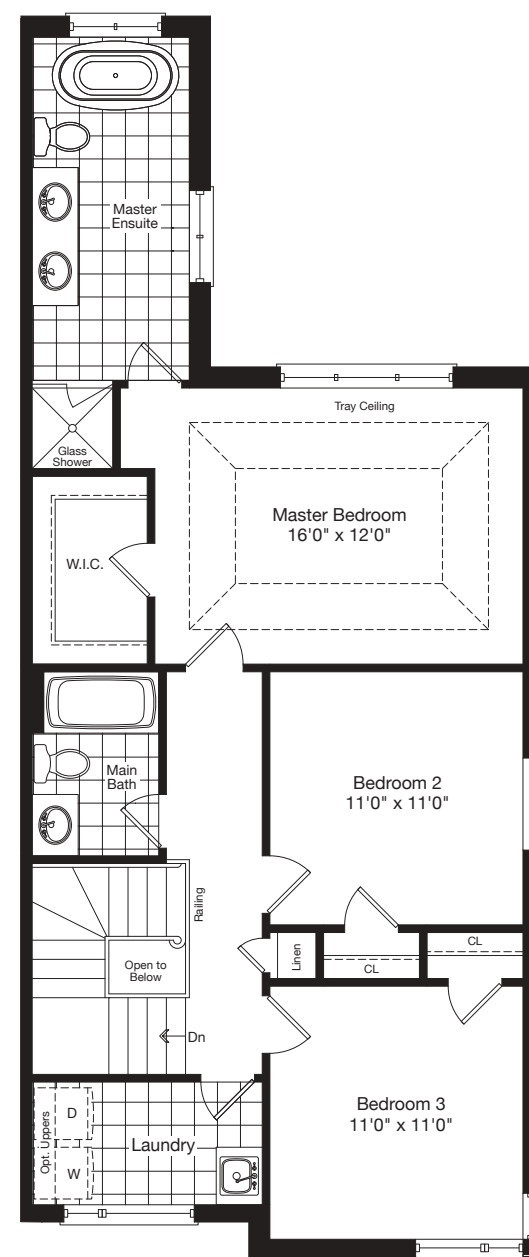 Master
Ensuite
Tray Ceiling
Glass
Shower
Master Bedroom
16'0" x 12'0"
W.I.C.
Main
Bath
Bedroom 2
11'0" x 11'0"
Railing
Linen
CL
CL
Open to
Below
Dn
Bedroom 3
11'0" x 11'0"
Opt. Uppers
D
W
Laundry